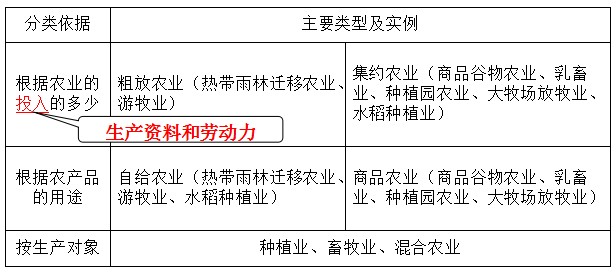 分类依据
主要类型及实例
根据农业的
投入的多少
粗放农业（热带雨林迁移农业、
游牧业）
集约农业（商品谷物农业、乳畜
业、种植园农业、大牧场放牧业、
水稻种植业）
生产资料和劳动力
根据农产品
的用途
自给农业（热带雨林迁移农业、
游牧业、水稻种植业）
商品农业（商品谷物农业、乳畜
业、种植园农业、大牧场放牧业）
按生产对象
种植业、畜牧业、混合农业